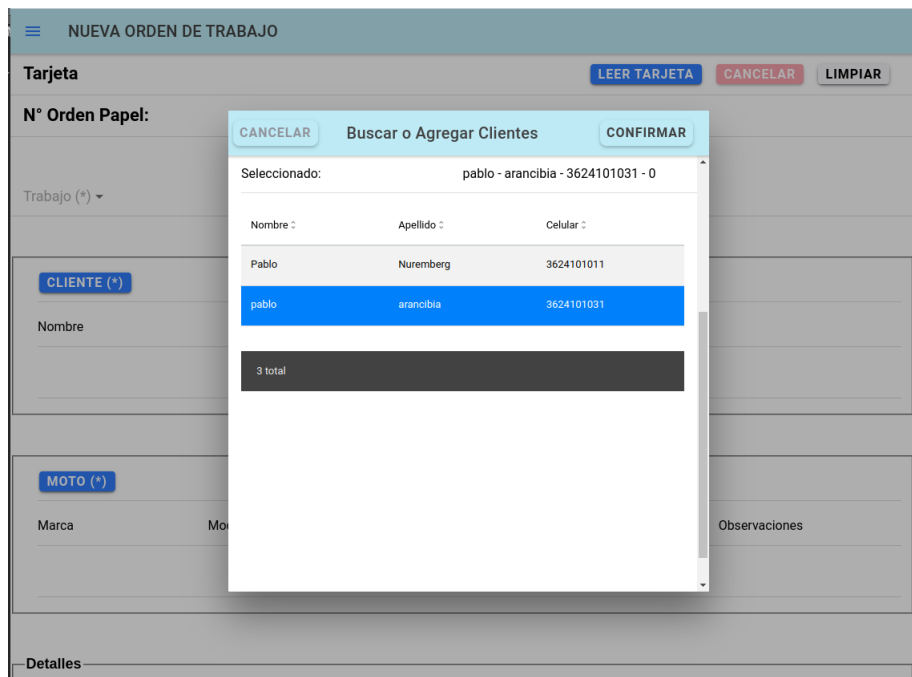 NUEVA ORDEN DE TRABAJO
Tarjeta
LEER TARJETA
CANCELAR
LIMPIAR
N° Orden Papel:
CANCELAR
Buscar o Agregar Clientes
CONFIRMAR
Seleccionado:
pablo - arancibia - 3624101031 - 0
Trabajo (*)
Nombre
Apellido
Celular
Pablo
Nuremberg
3624101011
CLIENTE (*)
pablo
arancibia
3624101031
Nombre
3 total
MOTO (*)
Marca
Observaciones
Detalles